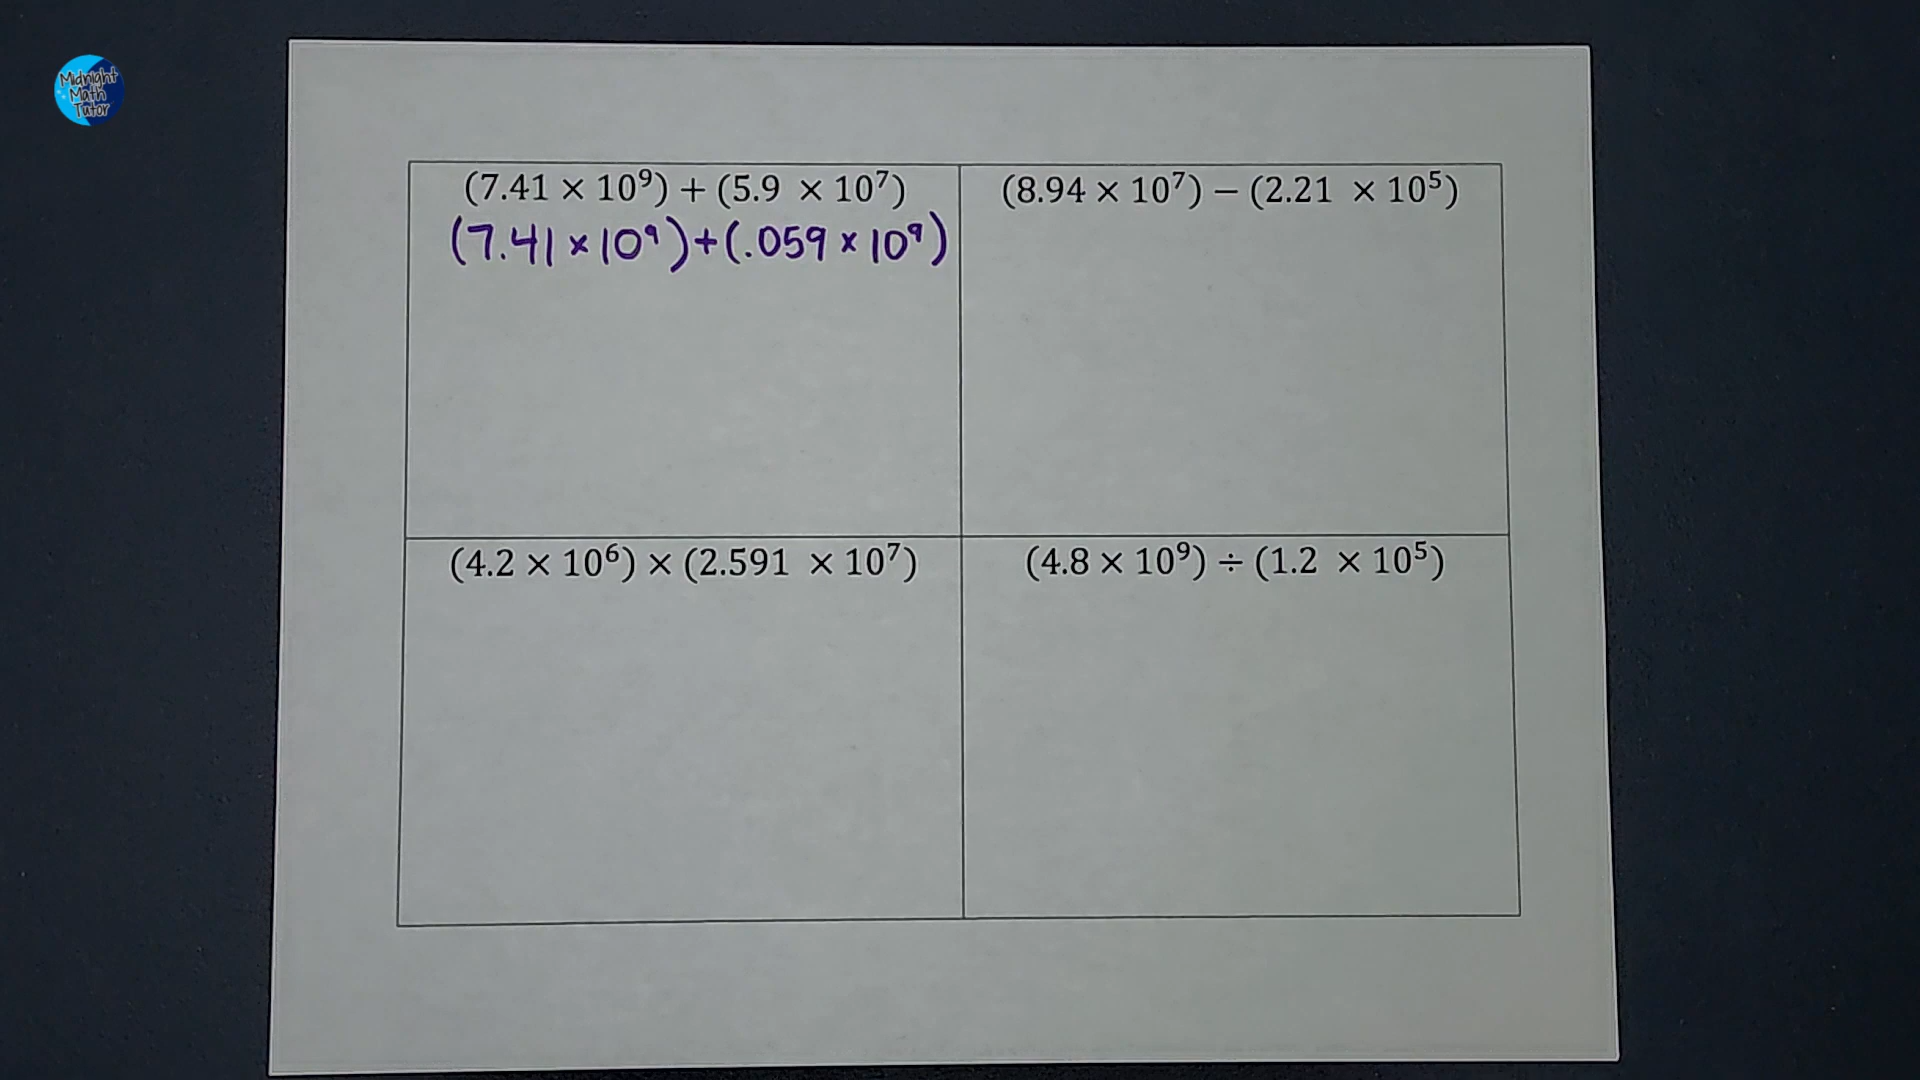 Midnight
Math
Tutor
(7.41 × 10⁹) + (5.9 × 10⁷)
(7.41 × 10⁹) + (.059 × 10⁹)
(8.94 × 10⁷) − (2.21 × 10⁵)
(4.2 × 10⁶) × (2.591 × 10⁷)
(4.8 × 10⁹) ÷ (1.2 × 10⁵)